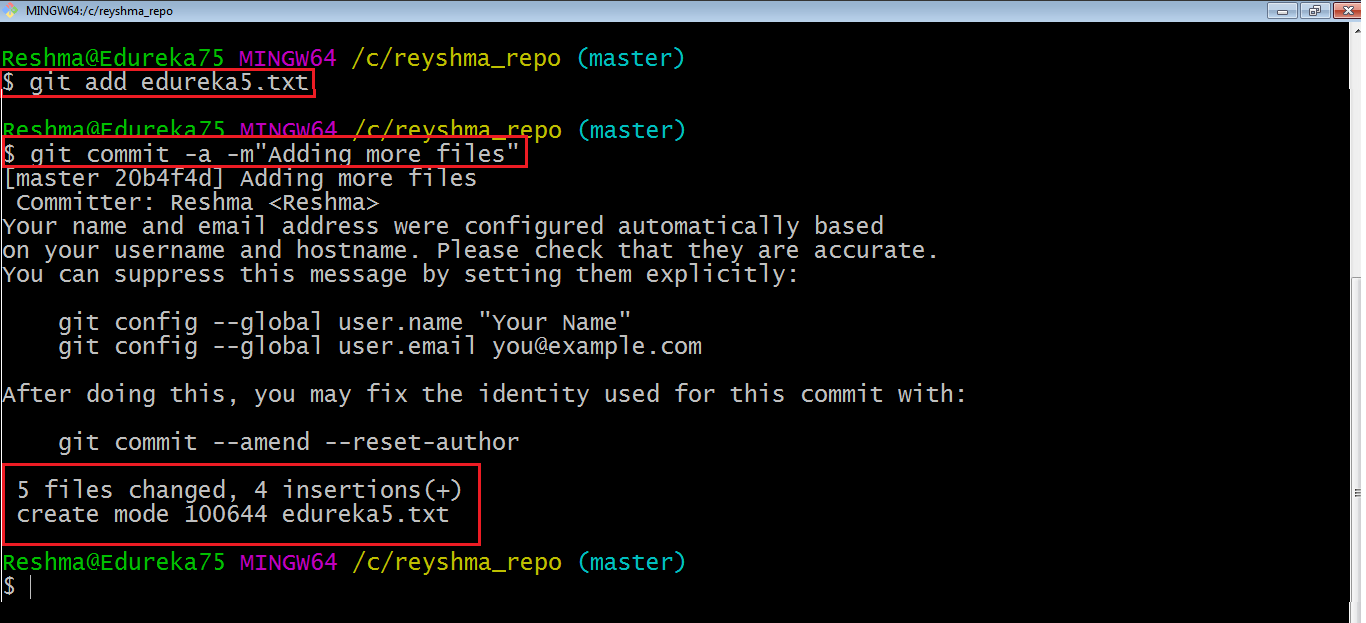 MINGW64:/c/reyshma_repo
Reshma@Edureka75 MINGW64 /c/reyshma_repo (master)
$ git add edureka5.txt
Reshma@Edureka75 MINGW64 /c/reyshma_repo (master)
$ git commit -a -m"Adding more files"
[master 20b4f4d] Adding more files
 Committer: Reshma <Reshma>
Your name and email address were configured automatically based
on your username and hostname. Please check that they are accurate.
You can suppress this message by setting them explicitly:
    git config --global user.name "Your Name"
    git config --global user.email you@example.com
After doing this, you may fix the identity used for this commit with:
    git commit --amend --reset-author
 5 files changed, 4 insertions(+)
 create mode 100644 edureka5.txt
Reshma@Edureka75 MINGW64 /c/reyshma_repo (master)
$